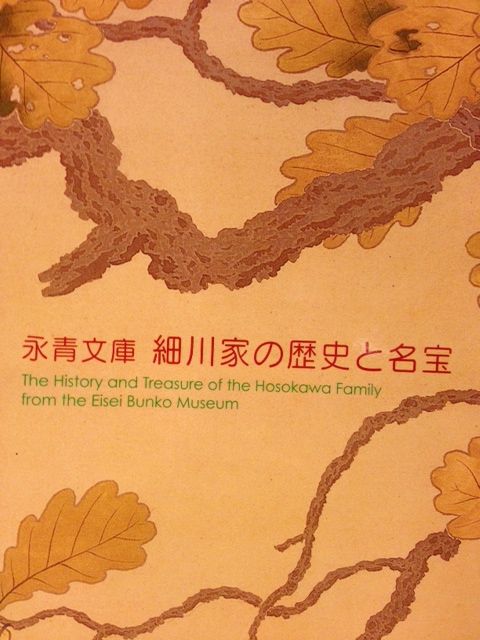 永青文庫 細川家の歴史と名宝
The History and Treasure of the Hosokawa Family
from the Eisei Bunko Museum